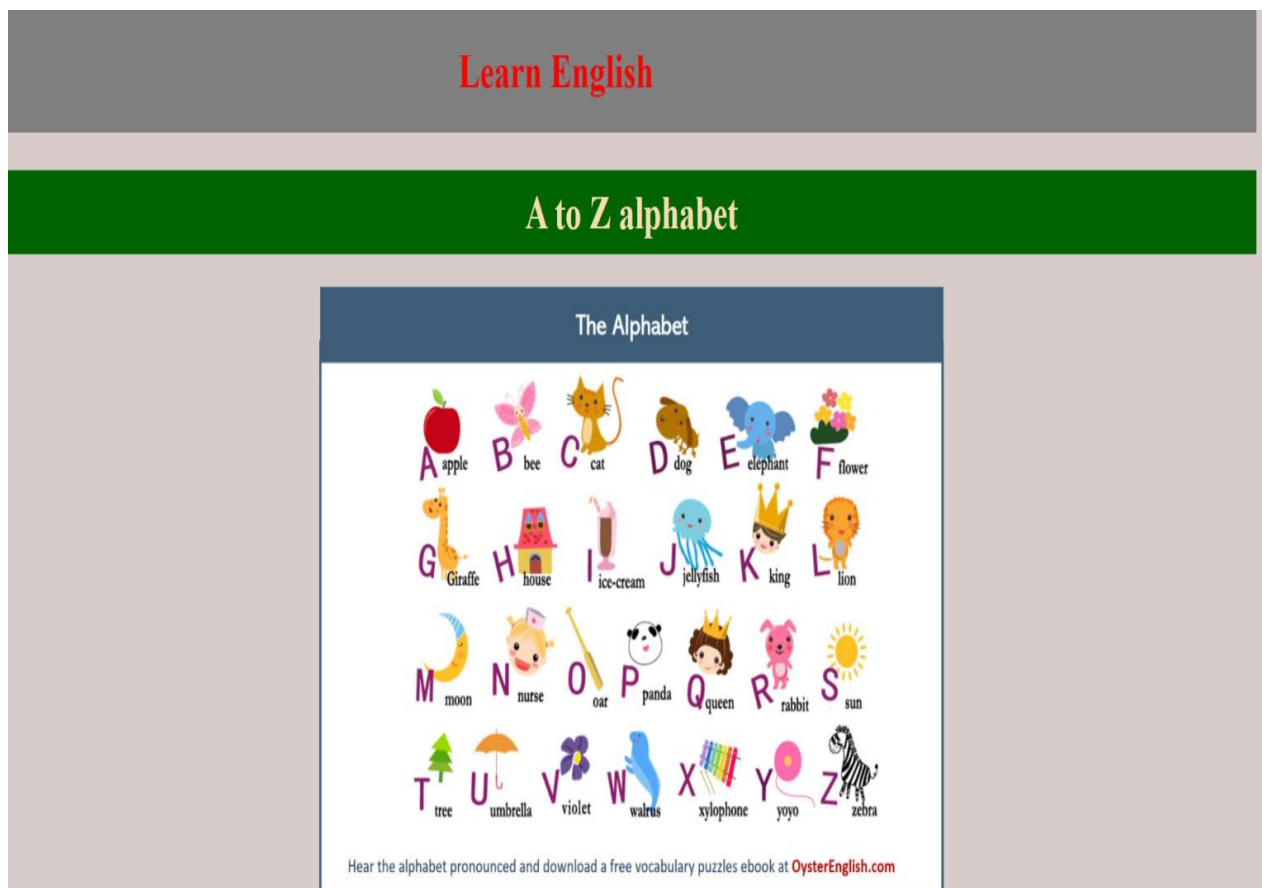 Learn English
A to Z alphabet
The Alphabet
A apple B bee C cat D dog E elephant F flower
G Giraffe H house I ice-cream J jellyfish K king L lion
M moon N nurse O oar P panda Q queen R rabbit S sun
T tree U umbrella V violet W walrus X xylophone Y yoyo Z zebra
Hear the alphabet pronounced and download a free vocabulary puzzles ebook at OysterEnglish.com